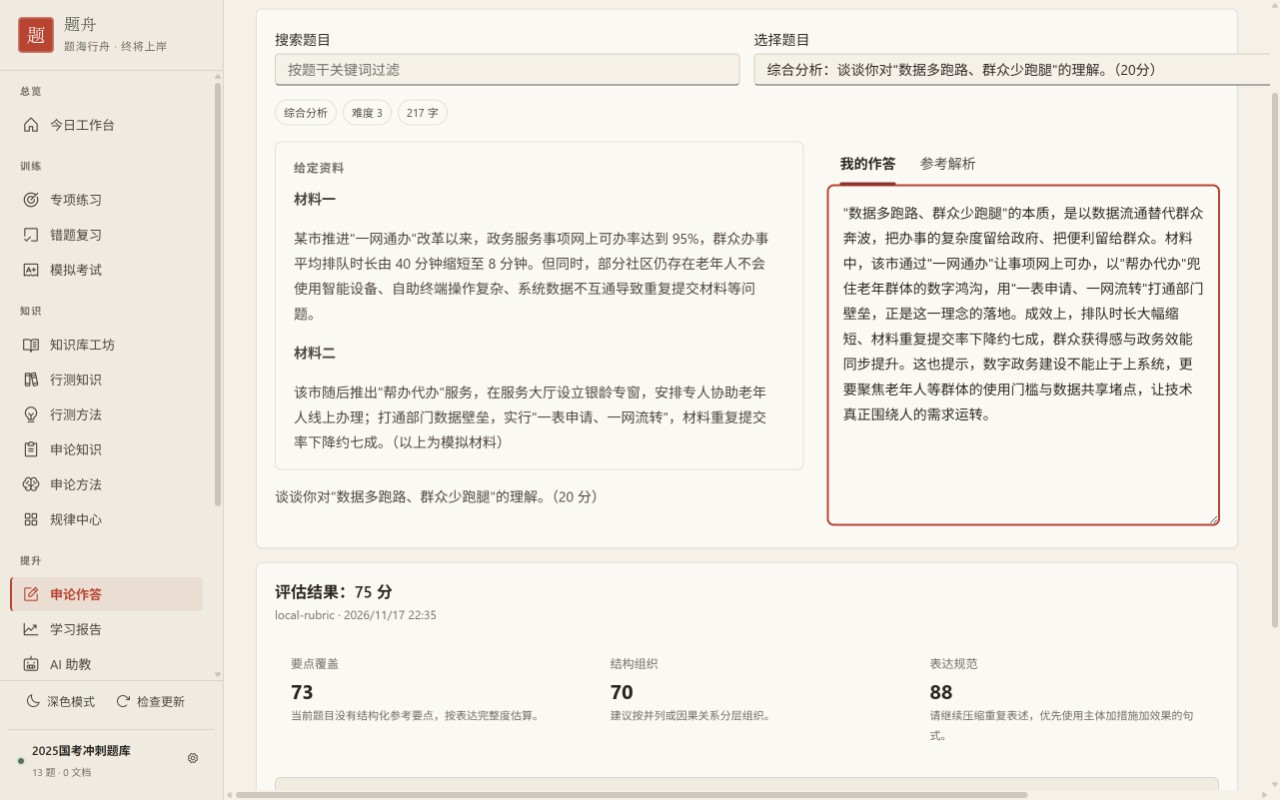 题
题舟
题海行舟 · 终将上岸
总览
今日工作台
训练
专项练习
错题复习
模拟考试
知识
知识库工坊
行测知识
行测方法
申论知识
申论方法
规律中心
提升
申论作答
学习报告
AI 助教
深色模式
检查更新
2025国考冲刺题库
13 题 · 0 文档
搜索题目
按题干关键词过滤
选择题目
综合分析：谈谈你对"数据多跑路、群众少跑腿"的理解。（20分）
综合分析
难度 3
217 字
给定资料
材料一
某市推进"一网通办"改革以来，政务服务事项网上可办率达到 95%，群众办事
平均排队时长由 40 分钟缩短至 8 分钟。但同时，部分社区仍存在老年人不会
使用智能设备、自助终端操作复杂、系统数据不互通导致重复提交材料等问
题。
材料二
该市随后推出"帮办代办"服务，在服务大厅设立银龄专窗，安排专人协助老年
人线上办理；打通部门数据壁垒，实行"一表申请、一网流转"，材料重复提交
率下降约七成。（以上为模拟材料）
谈谈你对"数据多跑路、群众少跑腿"的理解。（20 分）
我的作答
参考解析
"数据多跑路、群众少跑腿"的本质，是以数据流通替代群众
奔波，把办事的复杂度留给政府、把便利留给群众。材料
中，该市通过"一网通办"让事项网上可办，以"帮办代办"兜
住老年群体的数字鸿沟，用"一表申请、一网流转"打通部门
壁垒，正是这一理念的落地。成效上，排队时长大幅缩
短、材料重复提交率下降约七成，群众获得感与政务效能
同步提升。这也提示，数字政务建设不能止于上系统，更
要聚焦老年人等群体的使用门槛与数据共享堵点，让技术
真正围绕人的需求运转。
评估结果：75 分
local-rubric · 2026/11/17 22:35
要点覆盖
73
当前题目没有结构化参考要点，按表达完整度估算。
结构组织
70
建议按并列或因果关系分层组织。
表达规范
88
请继续压缩重复表述，优先使用主体加措施加效果的句
式。